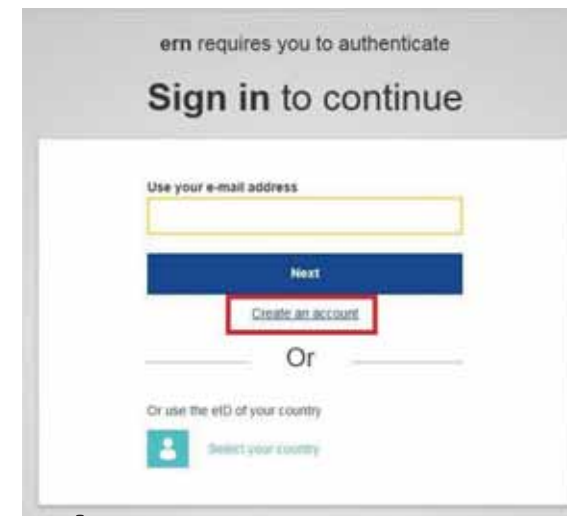 ern requires you to authenticate
Sign in to continue
Use your e-mail address
Next
Create an account
Or
Or use the eID of your country
Select your country